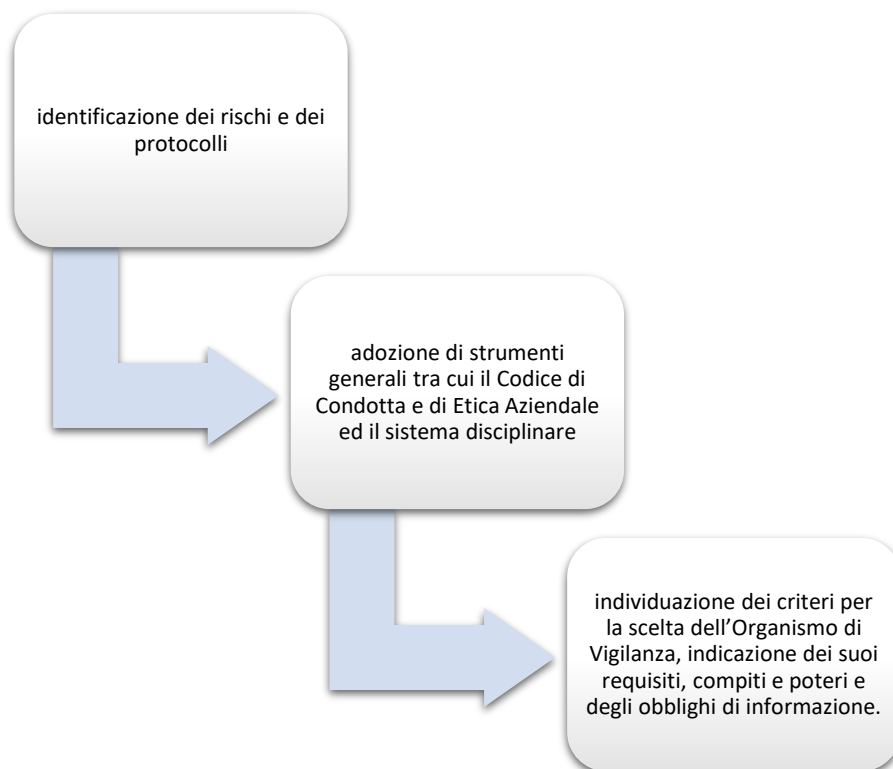 identificazione dei rischi e dei
protocolli
adozione di strumenti
generali tra cui il Codice di
Condotta e di Etica Aziendale
ed il sistema disciplinare
individuazione dei criteri per
la scelta dell’Organismo di
Vigilanza, indicazione dei suoi
requisiti, compiti e poteri e
degli obblighi di informazione.